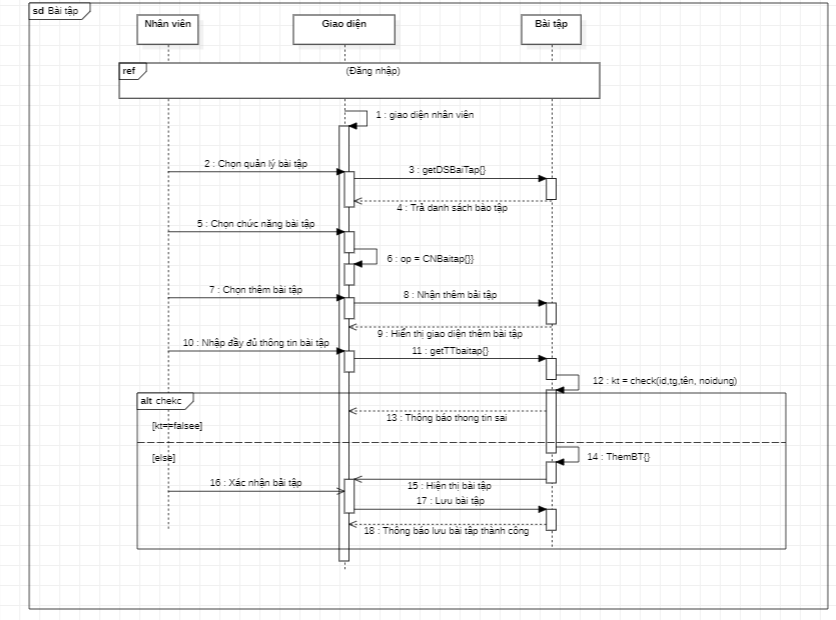 sd Bài tập
Nhân viên
Giao diện
Bài tập
ref
(Đăng nhập)
1 : giao diện nhân viên
2 : Chọn quản lý bài tập
3 : getDSBaiTap()
4 : Trả danh sách bào tập
5 : Chọn chức năng bài tập
6 : op = CNBaitap())
7 : Chọn thêm bài tập
8 : Nhận thêm bài tập
9 : Hiển thị giao diện thêm bài tập
10 : Nhập đầy đủ thông tin bài tập
11 : getTTbaitap()
12 : kt = check(id,tg,tên, noidung)
alt chekc
13 : Thông báo thong tin sai
[kt==falsee]
[else]
14 : ThemBT()
15 : Hiện thị bài tập
16 : Xác nhận bài tập
17 : Lưu bài tập
18 : Thông báo lưu bài tập thành công